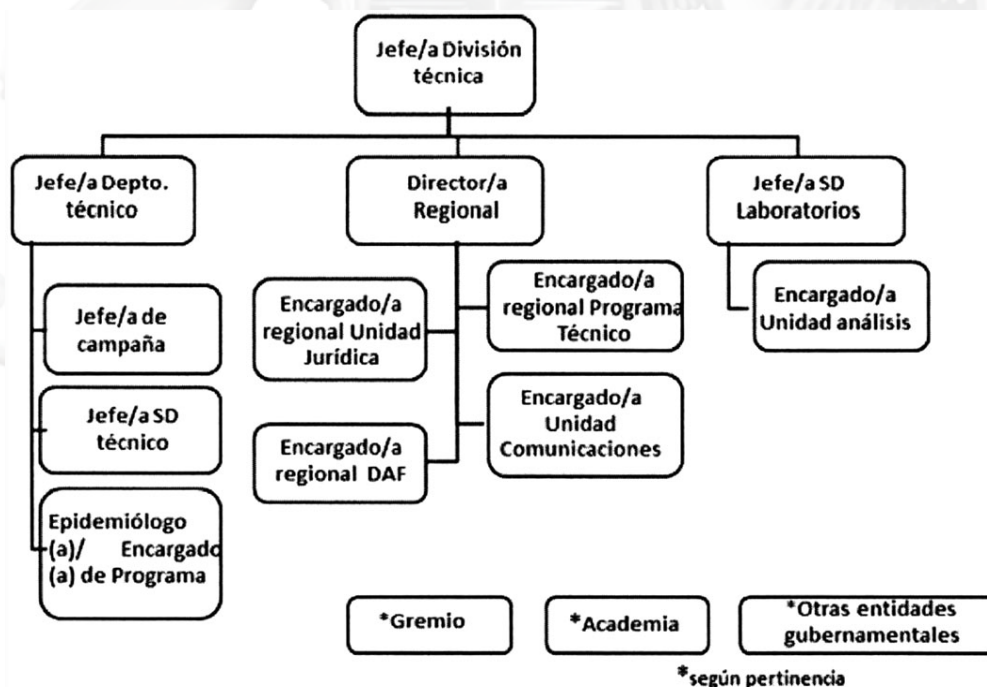 Jefe/a División
técnica
Jefe/a Depto.
técnico
Director/a
Regional
Jefe/a SD
Laboratorios
Jefe/a de
campaña
Jefe/a SD
técnico
Epidemiólogo
(a)/ Encargado
(a) de Programa
Encargado/a
regional Unidad
Jurídica
Encargado/a
regional DAF
Encargado/a
regional Programa
Técnico
Encargado/a
Unidad
Comunicaciones
Encargado/a
Unidad análisis
*Gremio
*Academia
*Otras entidades
gubernamentales
*según pertinencia